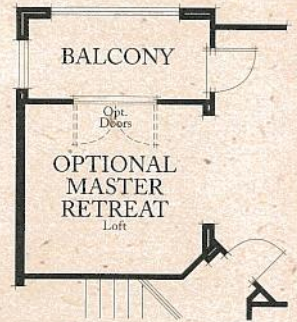 BALCONY
Opt.
Doors
OPTIONAL
MASTER
RETREAT
Loft